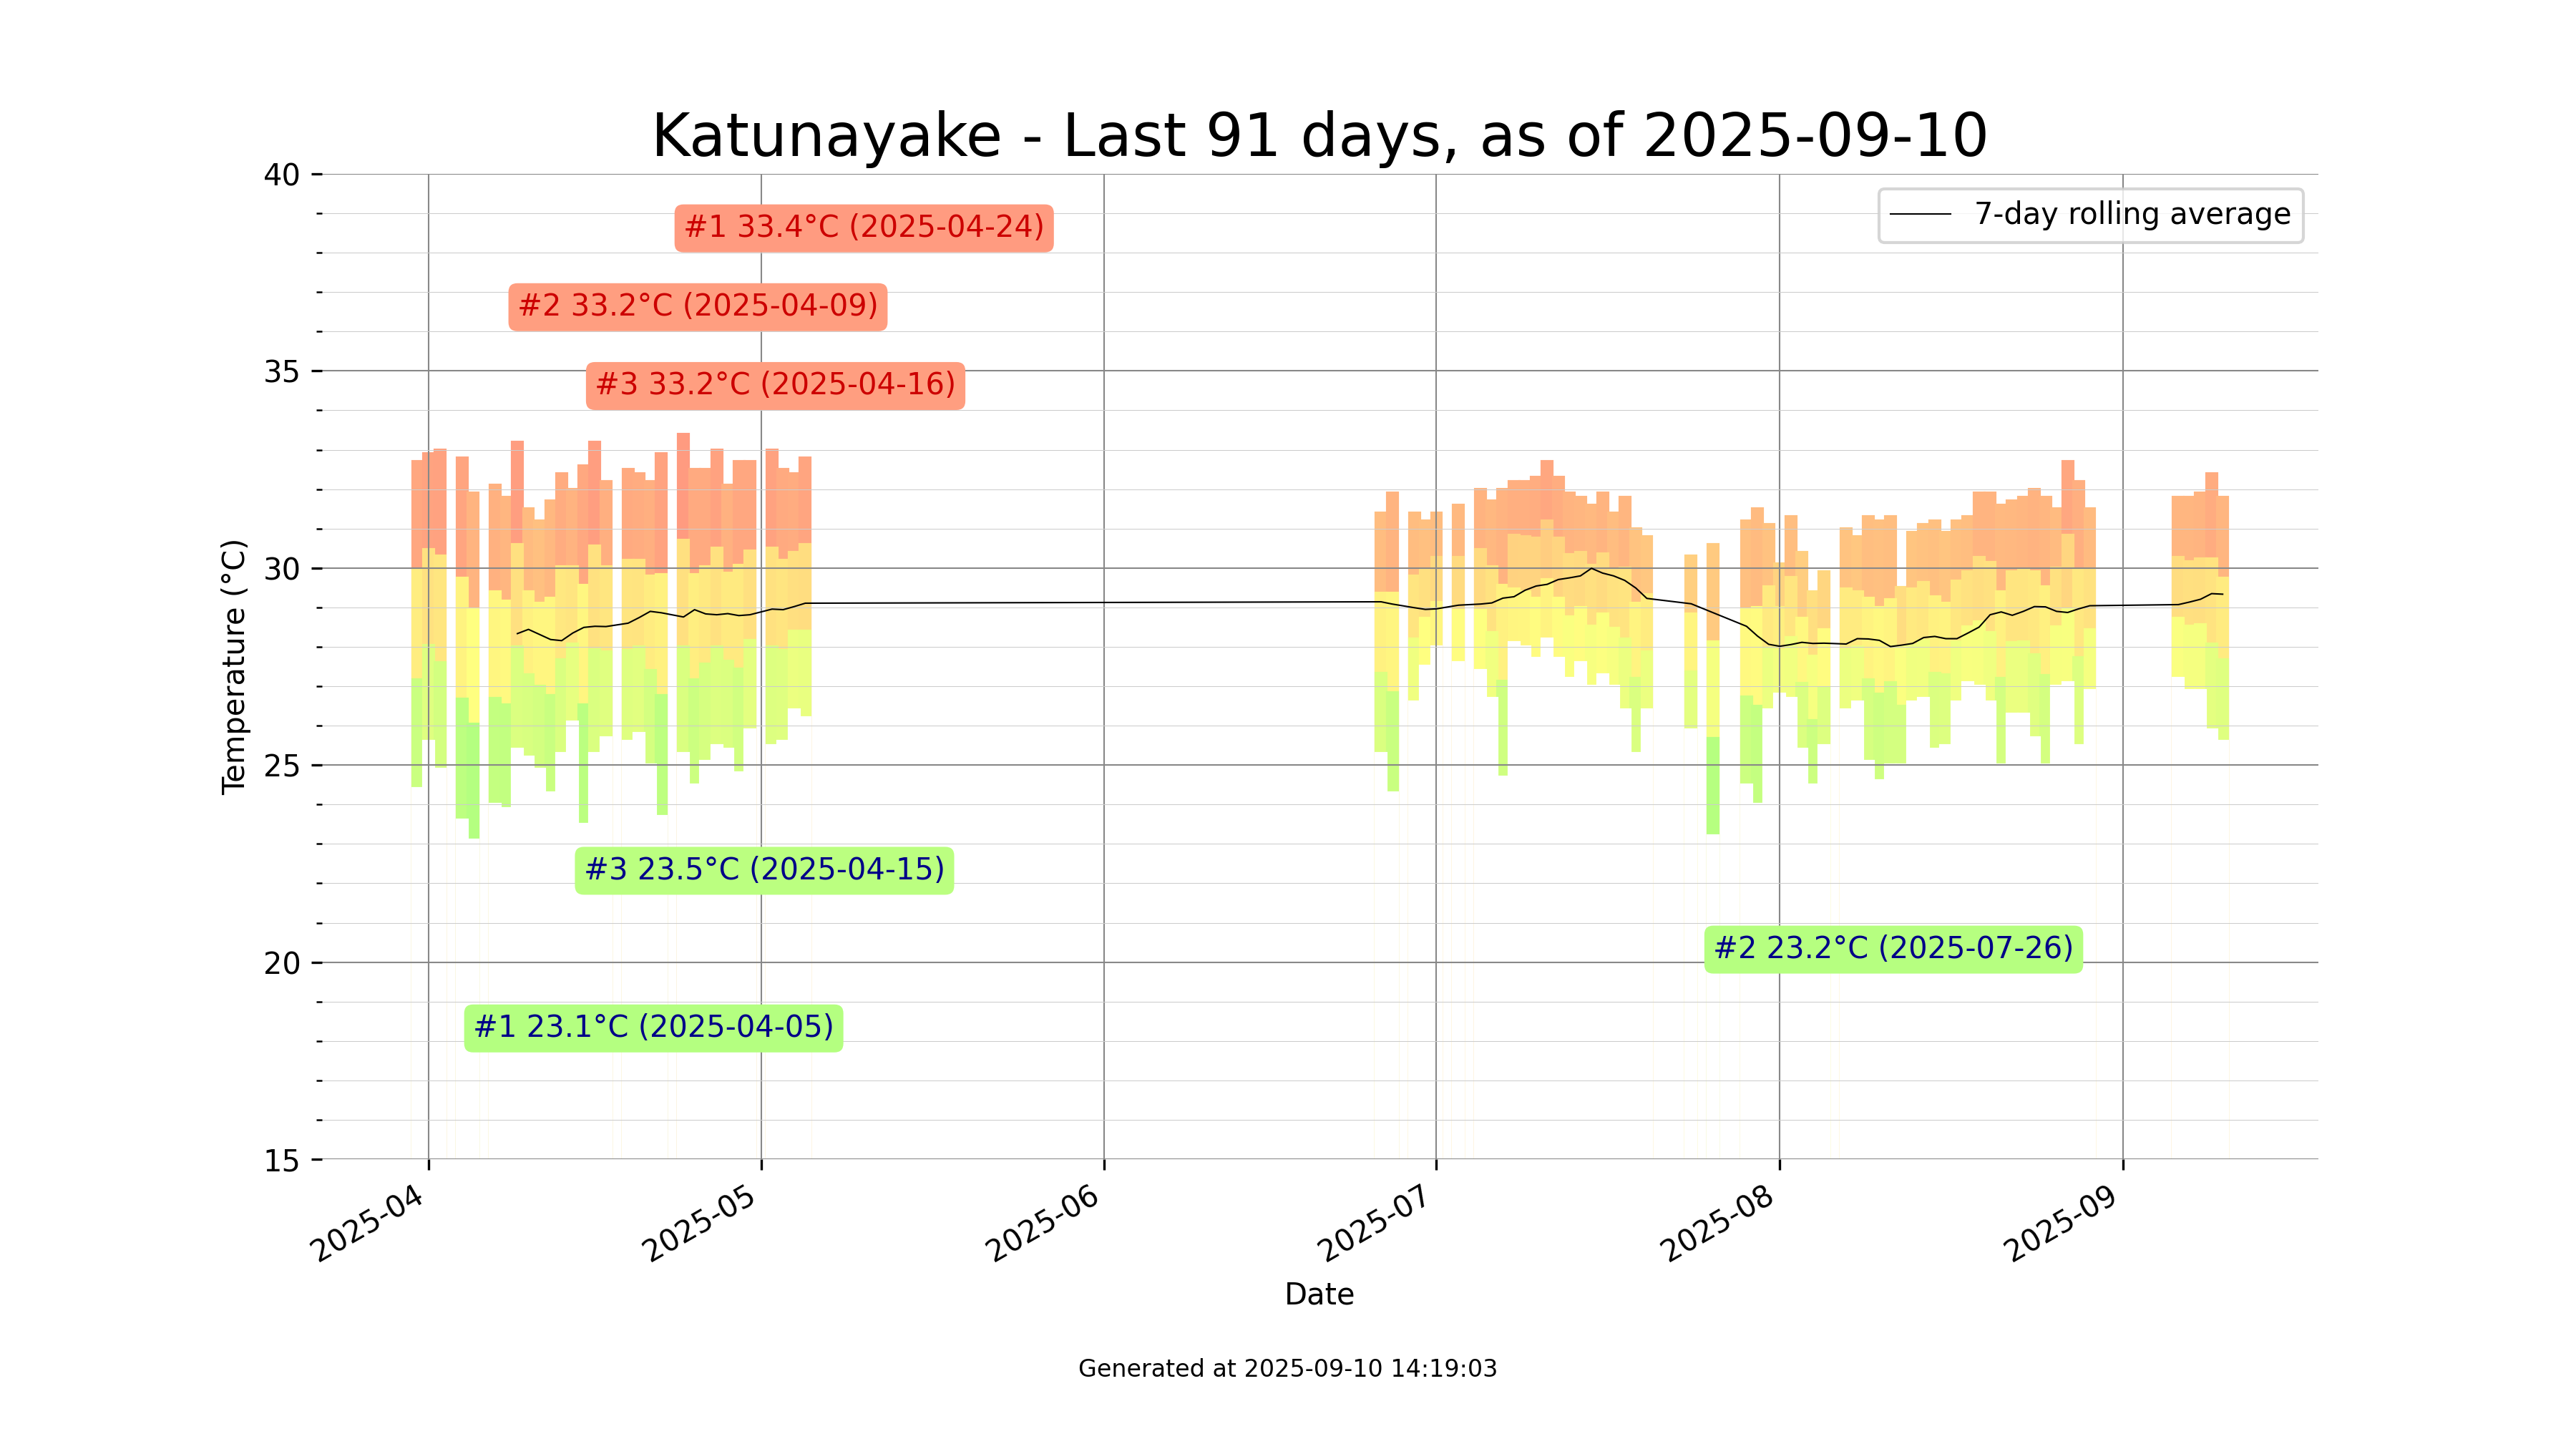 Katunayake - Last 91 days, as of 2025-09-10
7-day rolling average
#1 33.4°C (2025-04-24)
#2 33.2°C (2025-04-09)
#3 33.2°C (2025-04-16)
#3 23.5°C (2025-04-15)
#2 23.2°C (2025-07-26)
#1 23.1°C (2025-04-05)
Temperature (°C)
40
35
30
25
20
15
2025-04
2025-05
2025-06
2025-07
2025-08
2025-09
Date
Generated at 2025-09-10 14:19:03